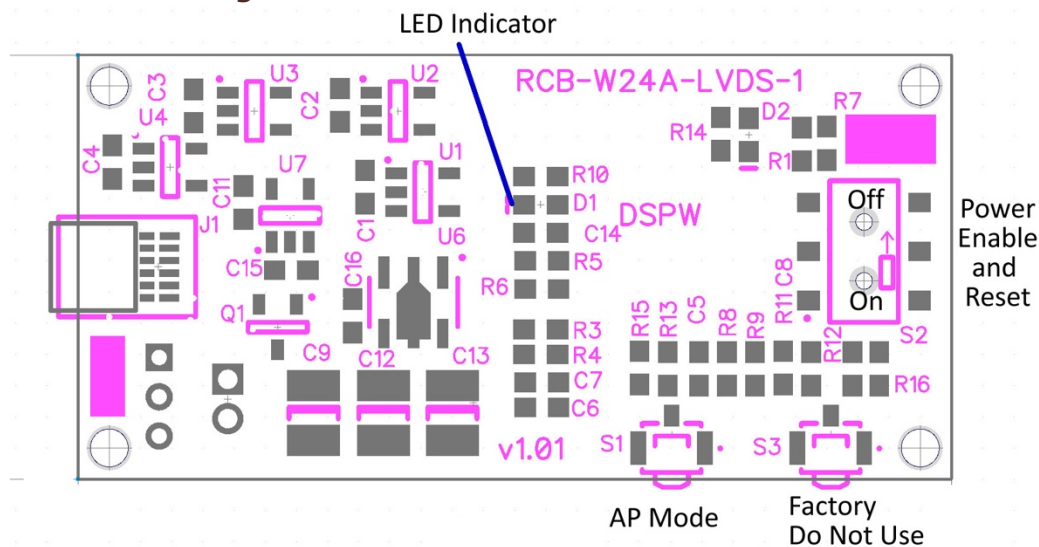 LED Indicator
RCB-W24A-LVDS-1
C3
U3
C2
U2
D2
R7
U4
R14
R1
C4
U7
U1
R10
C11
D1
Off
J1
C1
U6
DSPW
C14
Power
Enable
and
Reset
C15
C16
R5
C8
R6
On
Q1
R3
R15
R13
C5
R8
R9
R11
R12
S2
C9
C12
C13
R4
C7
R16
C6
v1.01
S1
S3
AP Mode
Factory
Do Not Use